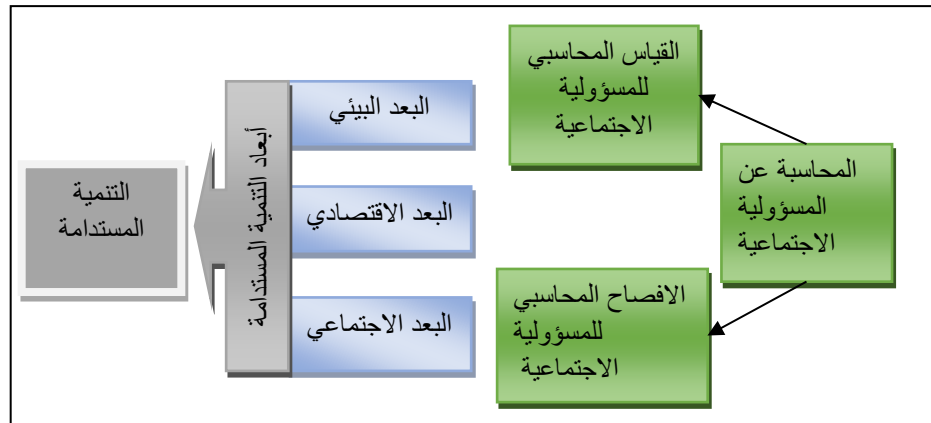 القياس المحاسبي
للمسؤولية
الاجتماعية
المحاسبة عن
المسؤولية
الاجتماعية
الافصاح المحاسبي
للمسؤولية
الاجتماعية
البعد البيئي
البعد الاقتصادي
البعد الاجتماعي
أبعاد التنمية المستدامة
التنمية
المستدامة